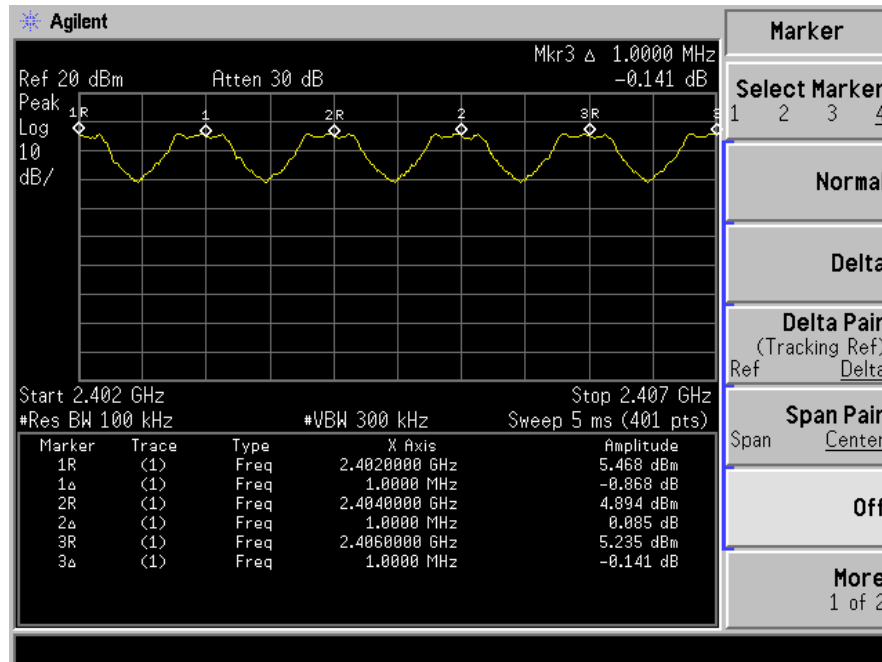 Agilent
Mkr3 Δ 1.0000 MHz
Ref 20 dBm Atten 30 dB -0.141 dB
Peak
Log
10
dB/
1R 1 2R 2 3R 3
Start 2.402 GHz Stop 2.407 GHz
#Res BW 100 kHz #VBW 300 kHz Sweep 5 ms (401 pts)
Marker Trace Type X Axis Amplitude
1R (1) Freq 2.4020000 GHz 5.468 dBm
1Δ (1) Freq 1.0000 MHz -0.868 dB
2R (1) Freq 2.4040000 GHz 4.894 dBm
2Δ (1) Freq 1.0000 MHz 0.085 dB
3R (1) Freq 2.4060000 GHz 5.235 dBm
3Δ (1) Freq 1.0000 MHz -0.141 dB
Marker
Select Marker
1 2 3 4
Normal
Delta
Delta Pair
(Tracking Ref)
Ref Delta
Span Pair
Span Center
Off
More
1 of 2